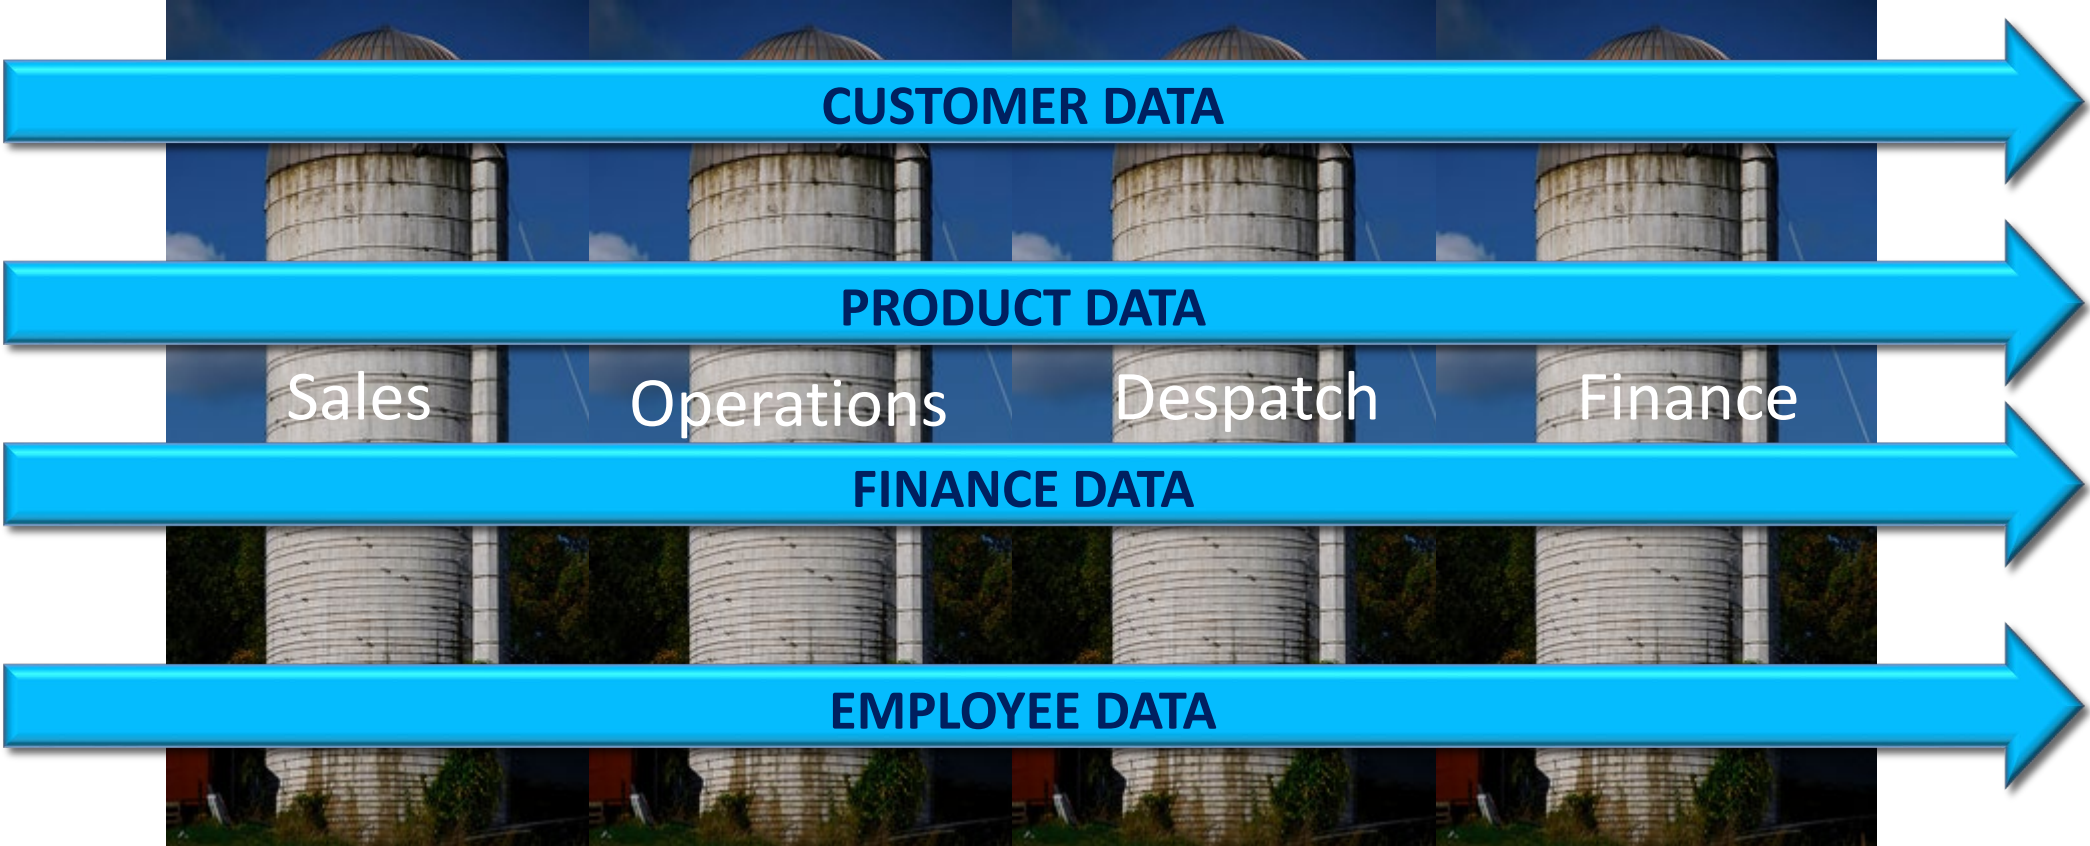 CUSTOMER DATA
PRODUCT DATA
Sales Operations Despatch Finance
FINANCE DATA
EMPLOYEE DATA